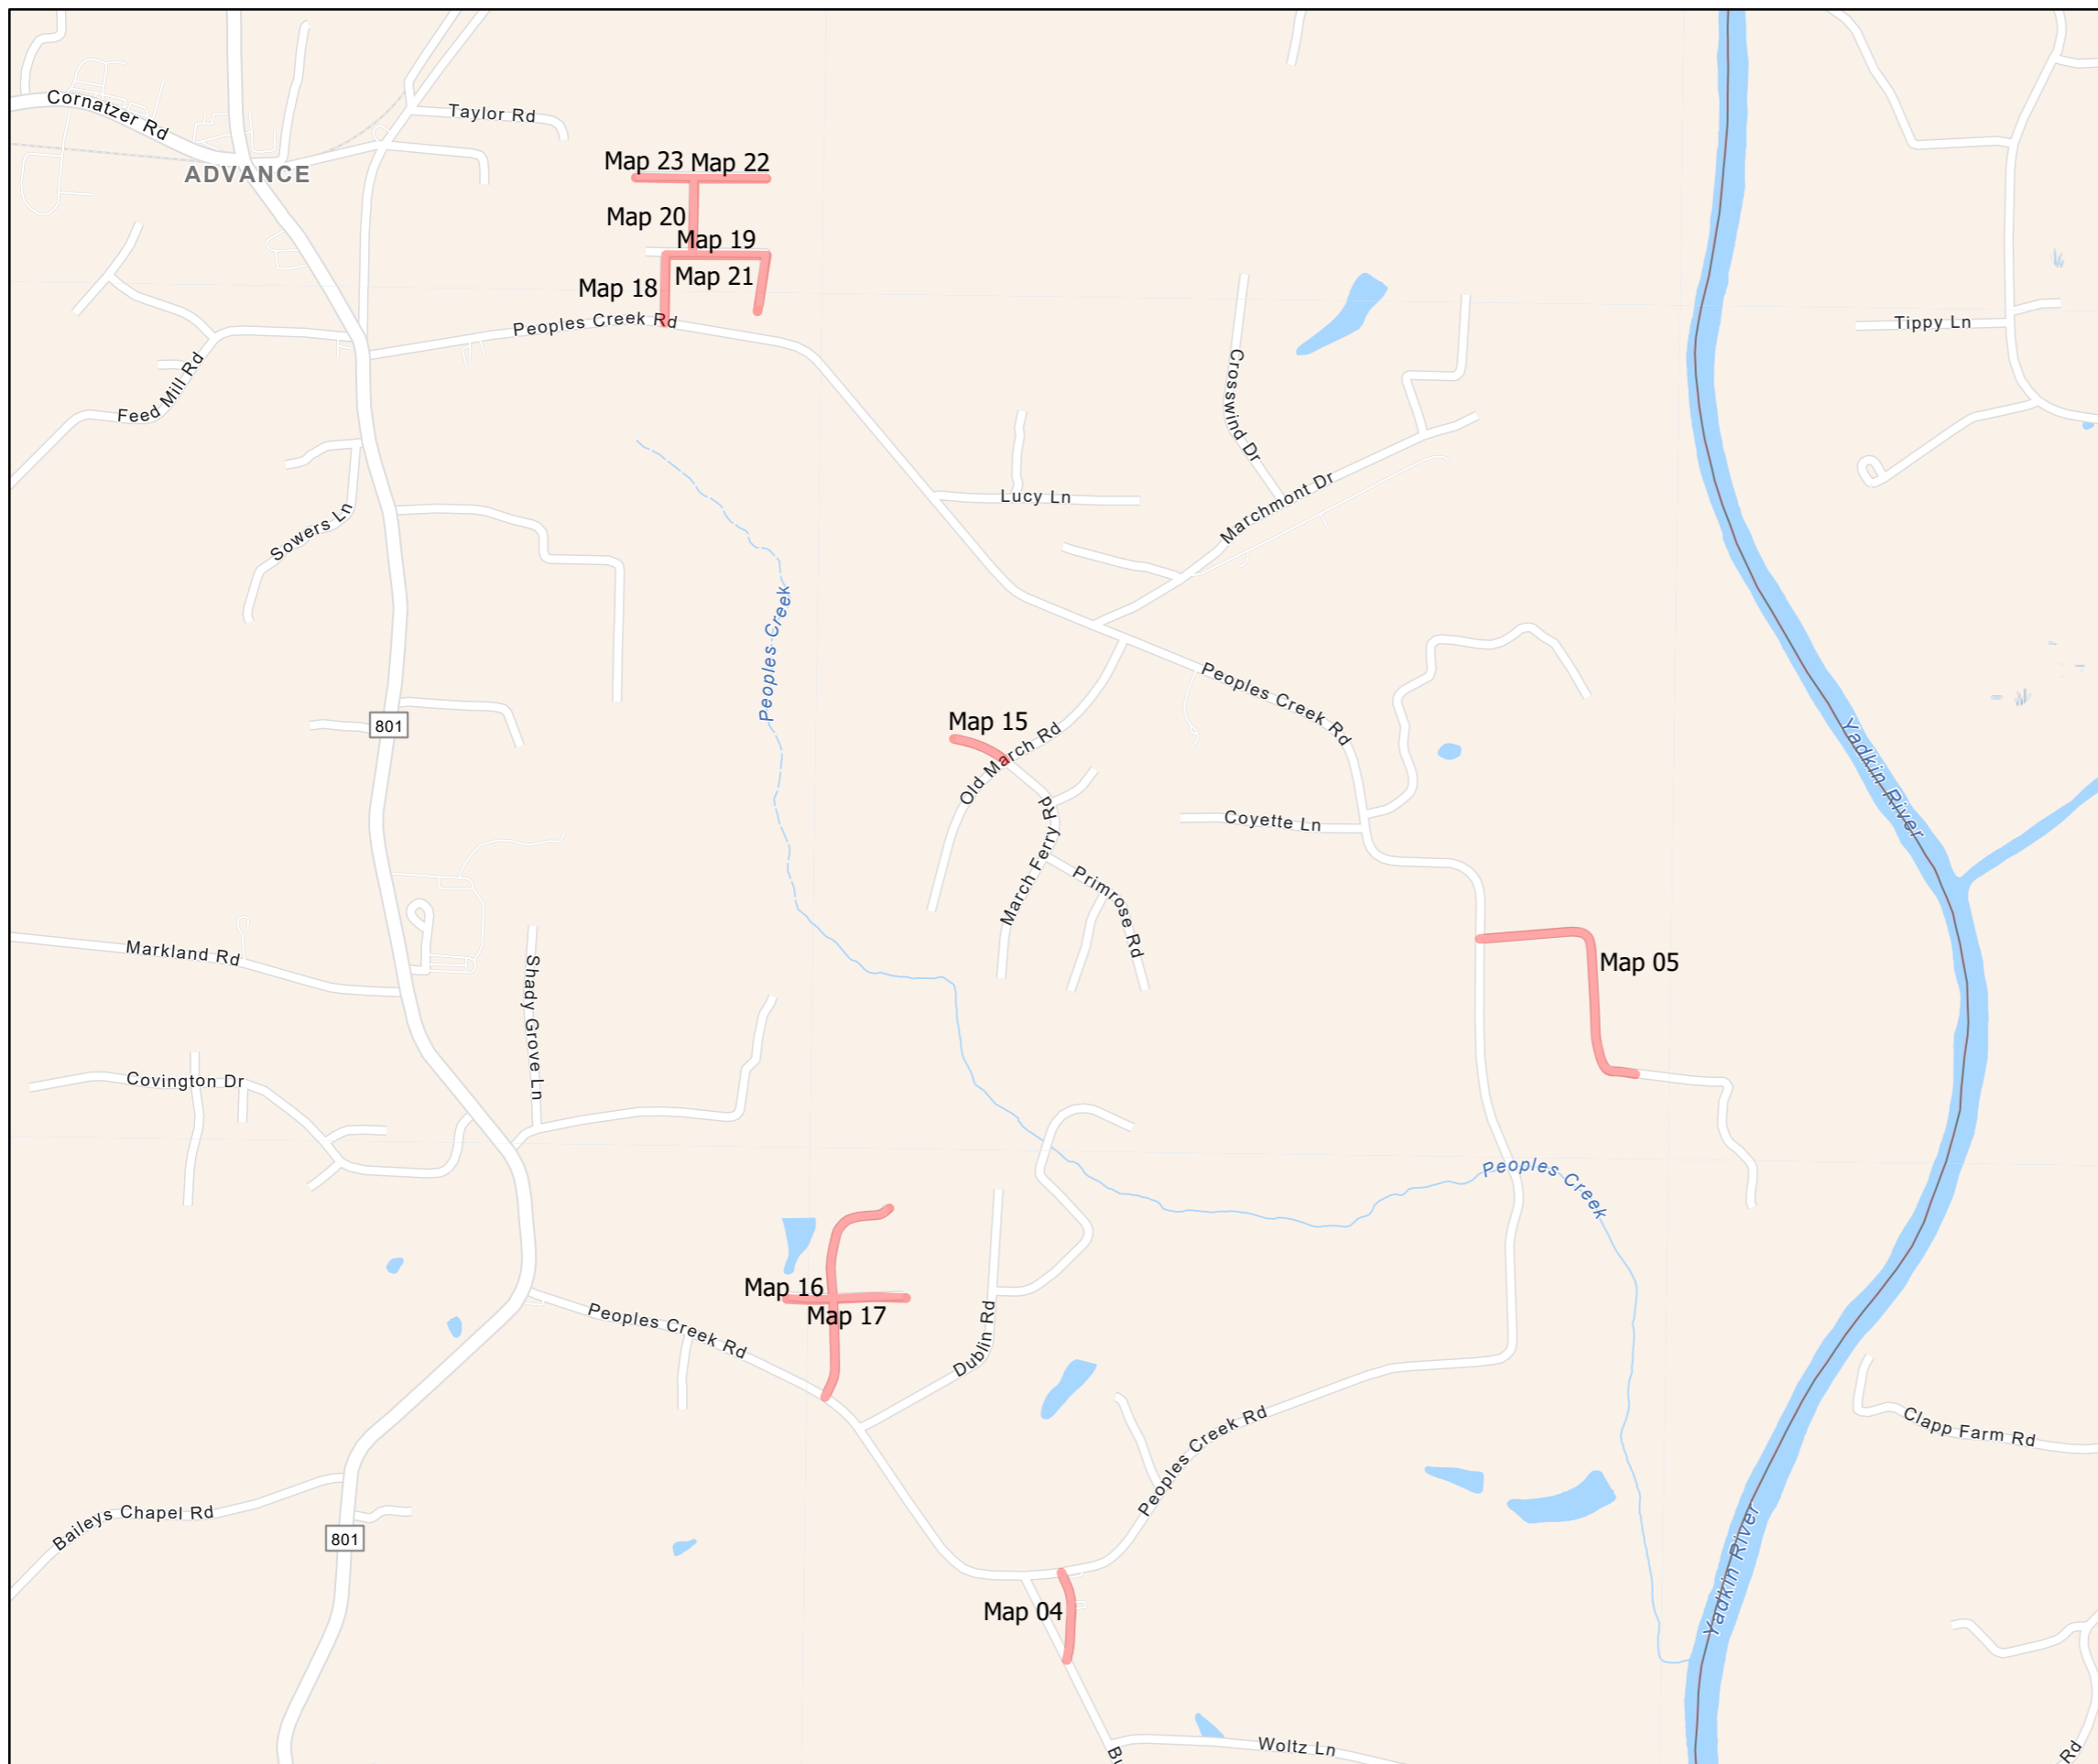 Cornatzer Rd
Taylor Rd
ADVANCE
Map 23
Map 22
Map 20
Map 19
Map 21
Map 18
Peoples Creek Rd
Tippy Ln
Feed Mill Rd
Crosswind Dr
Lucy Ln
Marchmont Dr
Sowers Ln
Peoples Creek
Peoples Creek Rd
801
Map 15
Old March Rd
Yadkin River
March Ferry Rd
Coyette Ln
Primrose Rd
Markland Rd
Shady Grove Ln
Map 05
Covington Dr
Peoples Creek
Map 16
Map 17
Peoples Creek Rd
Dublin Rd
Peoples Creek Rd
Clapp Farm Rd
Baileys Chapel Rd
801
Yadkin River
Map 04
Woltz Ln
Rd